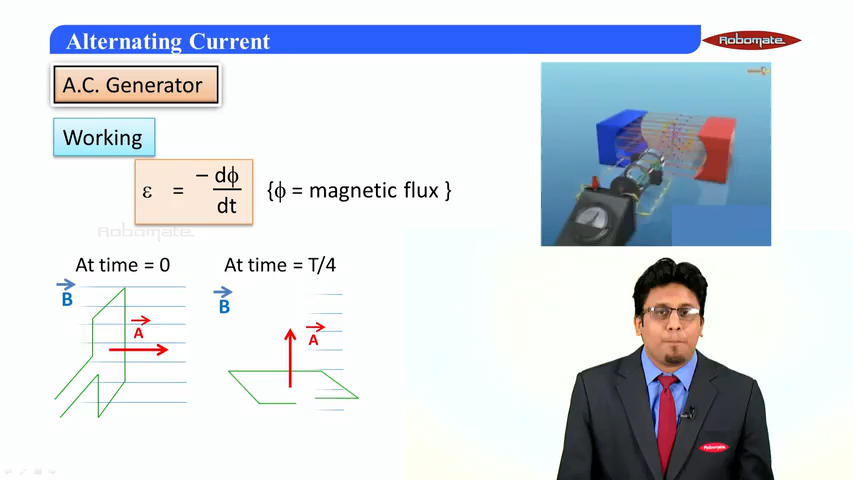 Alternating Current
Robomate
A.C. Generator
Working
ε = – dϕ/dt {ϕ = magnetic flux }
Robomate
At time = 0
At time = T/4
B
A
B
A